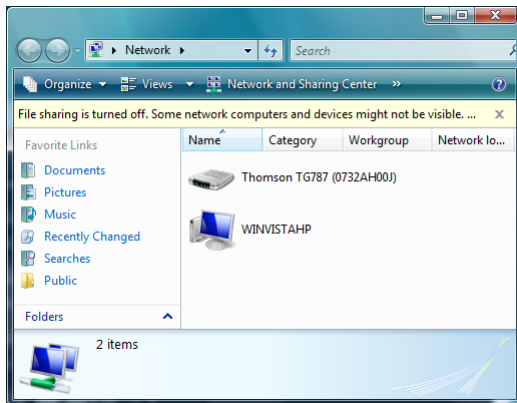 Network
Search
Organize Views Network and Sharing Center »
File sharing is turned off. Some network computers and devices might not be visible. ...
Favorite Links
Name Category Workgroup Network lo...
Documents
Pictures
Music
Recently Changed
Searches
Public
Thomson TG787 (0732AH00J)
WINVISTAHP
Folders
2 items